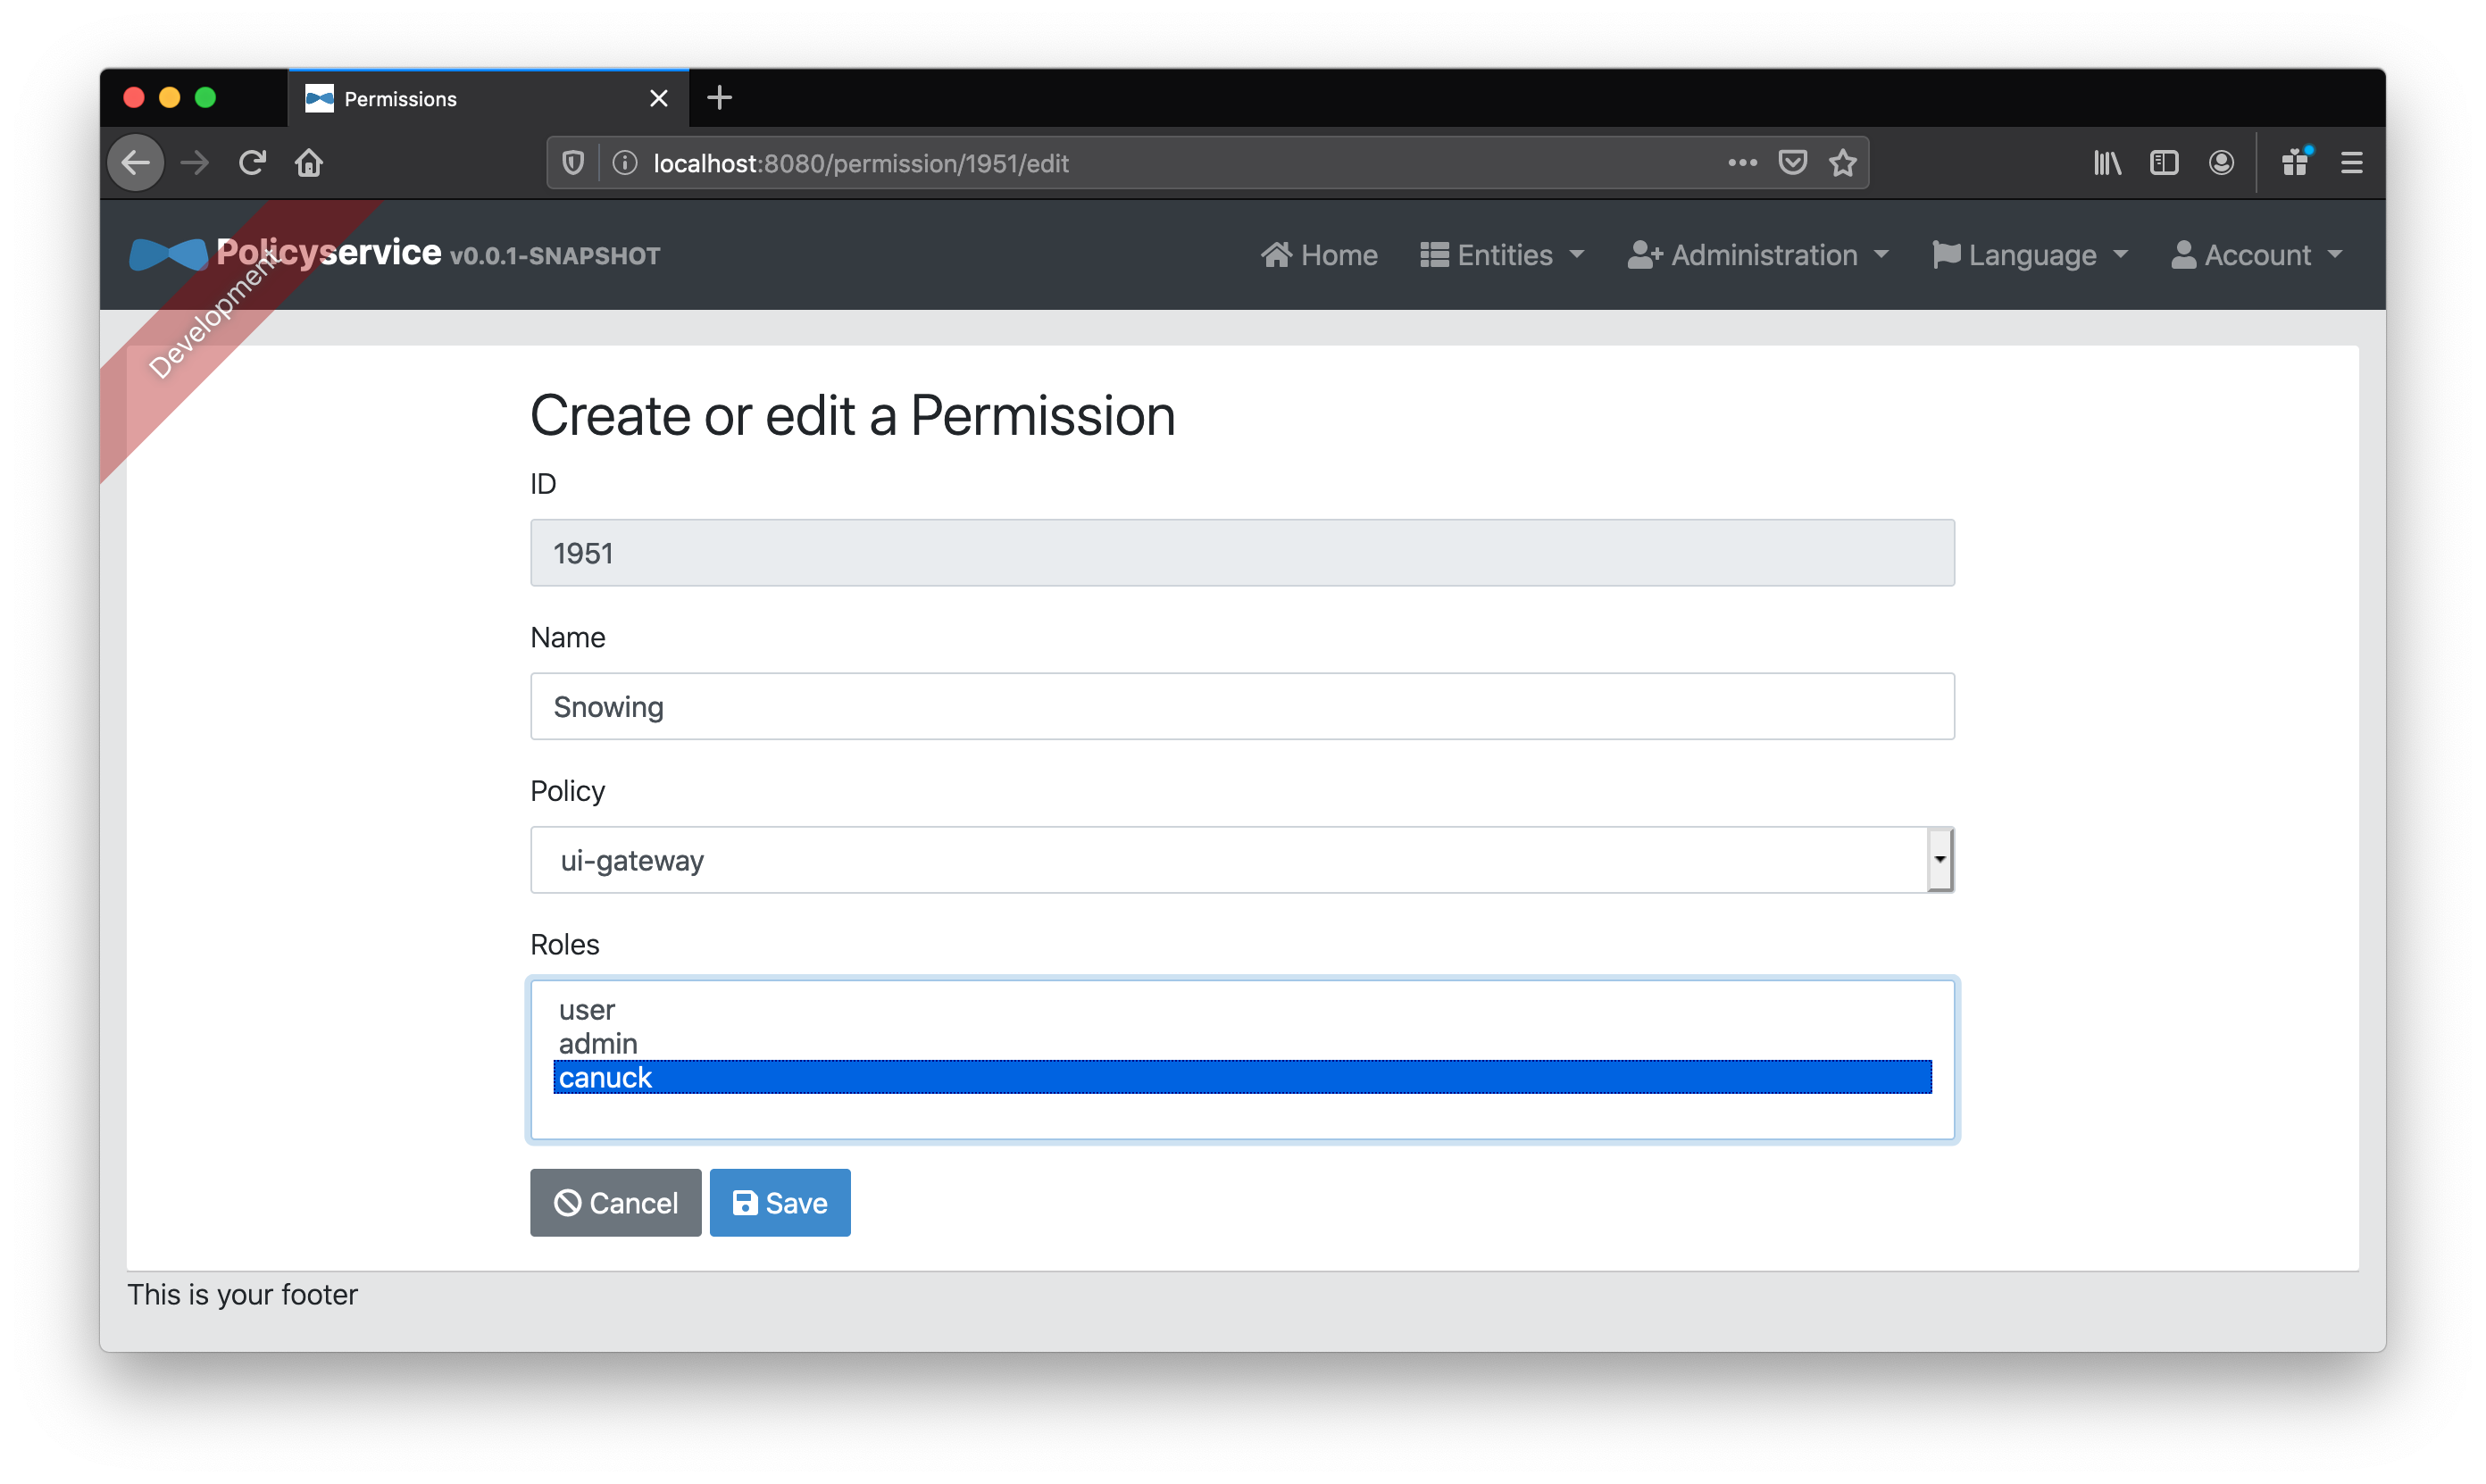 Permissions
localhost:8080/permission/1951/edit
Policyservice v0.0.1-SNAPSHOT
Home Entities Administration Language Account
Development
Create or edit a Permission
ID
1951
Name
Snowing
Policy
ui-gateway
Roles
user
admin
canuck
Cancel Save
This is your footer